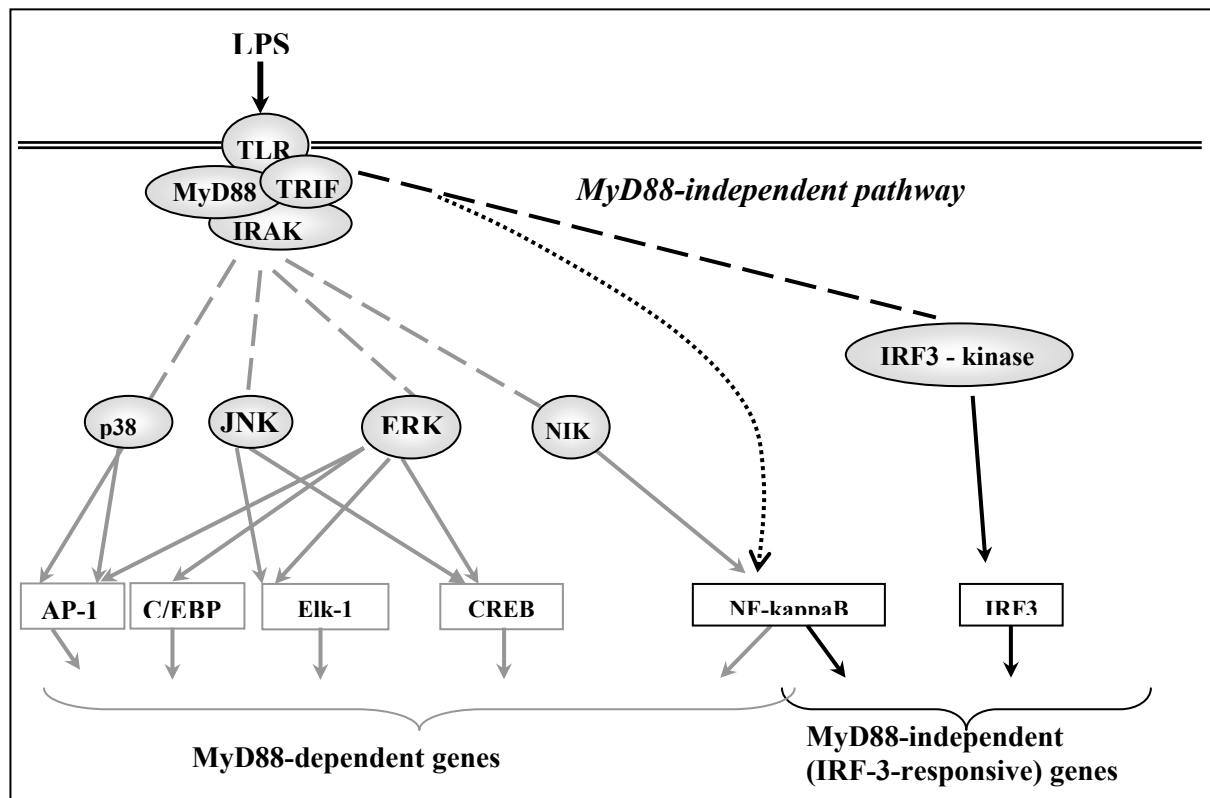 LPS
TLR
MyD88
TRIF
IRAK
MyD88-independent pathway
IRF3 - kinase
p38
JNK
ERK
NIK
AP-1
C/EBP
Elk-1
CREB
NF-kappaB
IRF3
MyD88-dependent genes
MyD88-independent
(IRF-3-responsive) genes